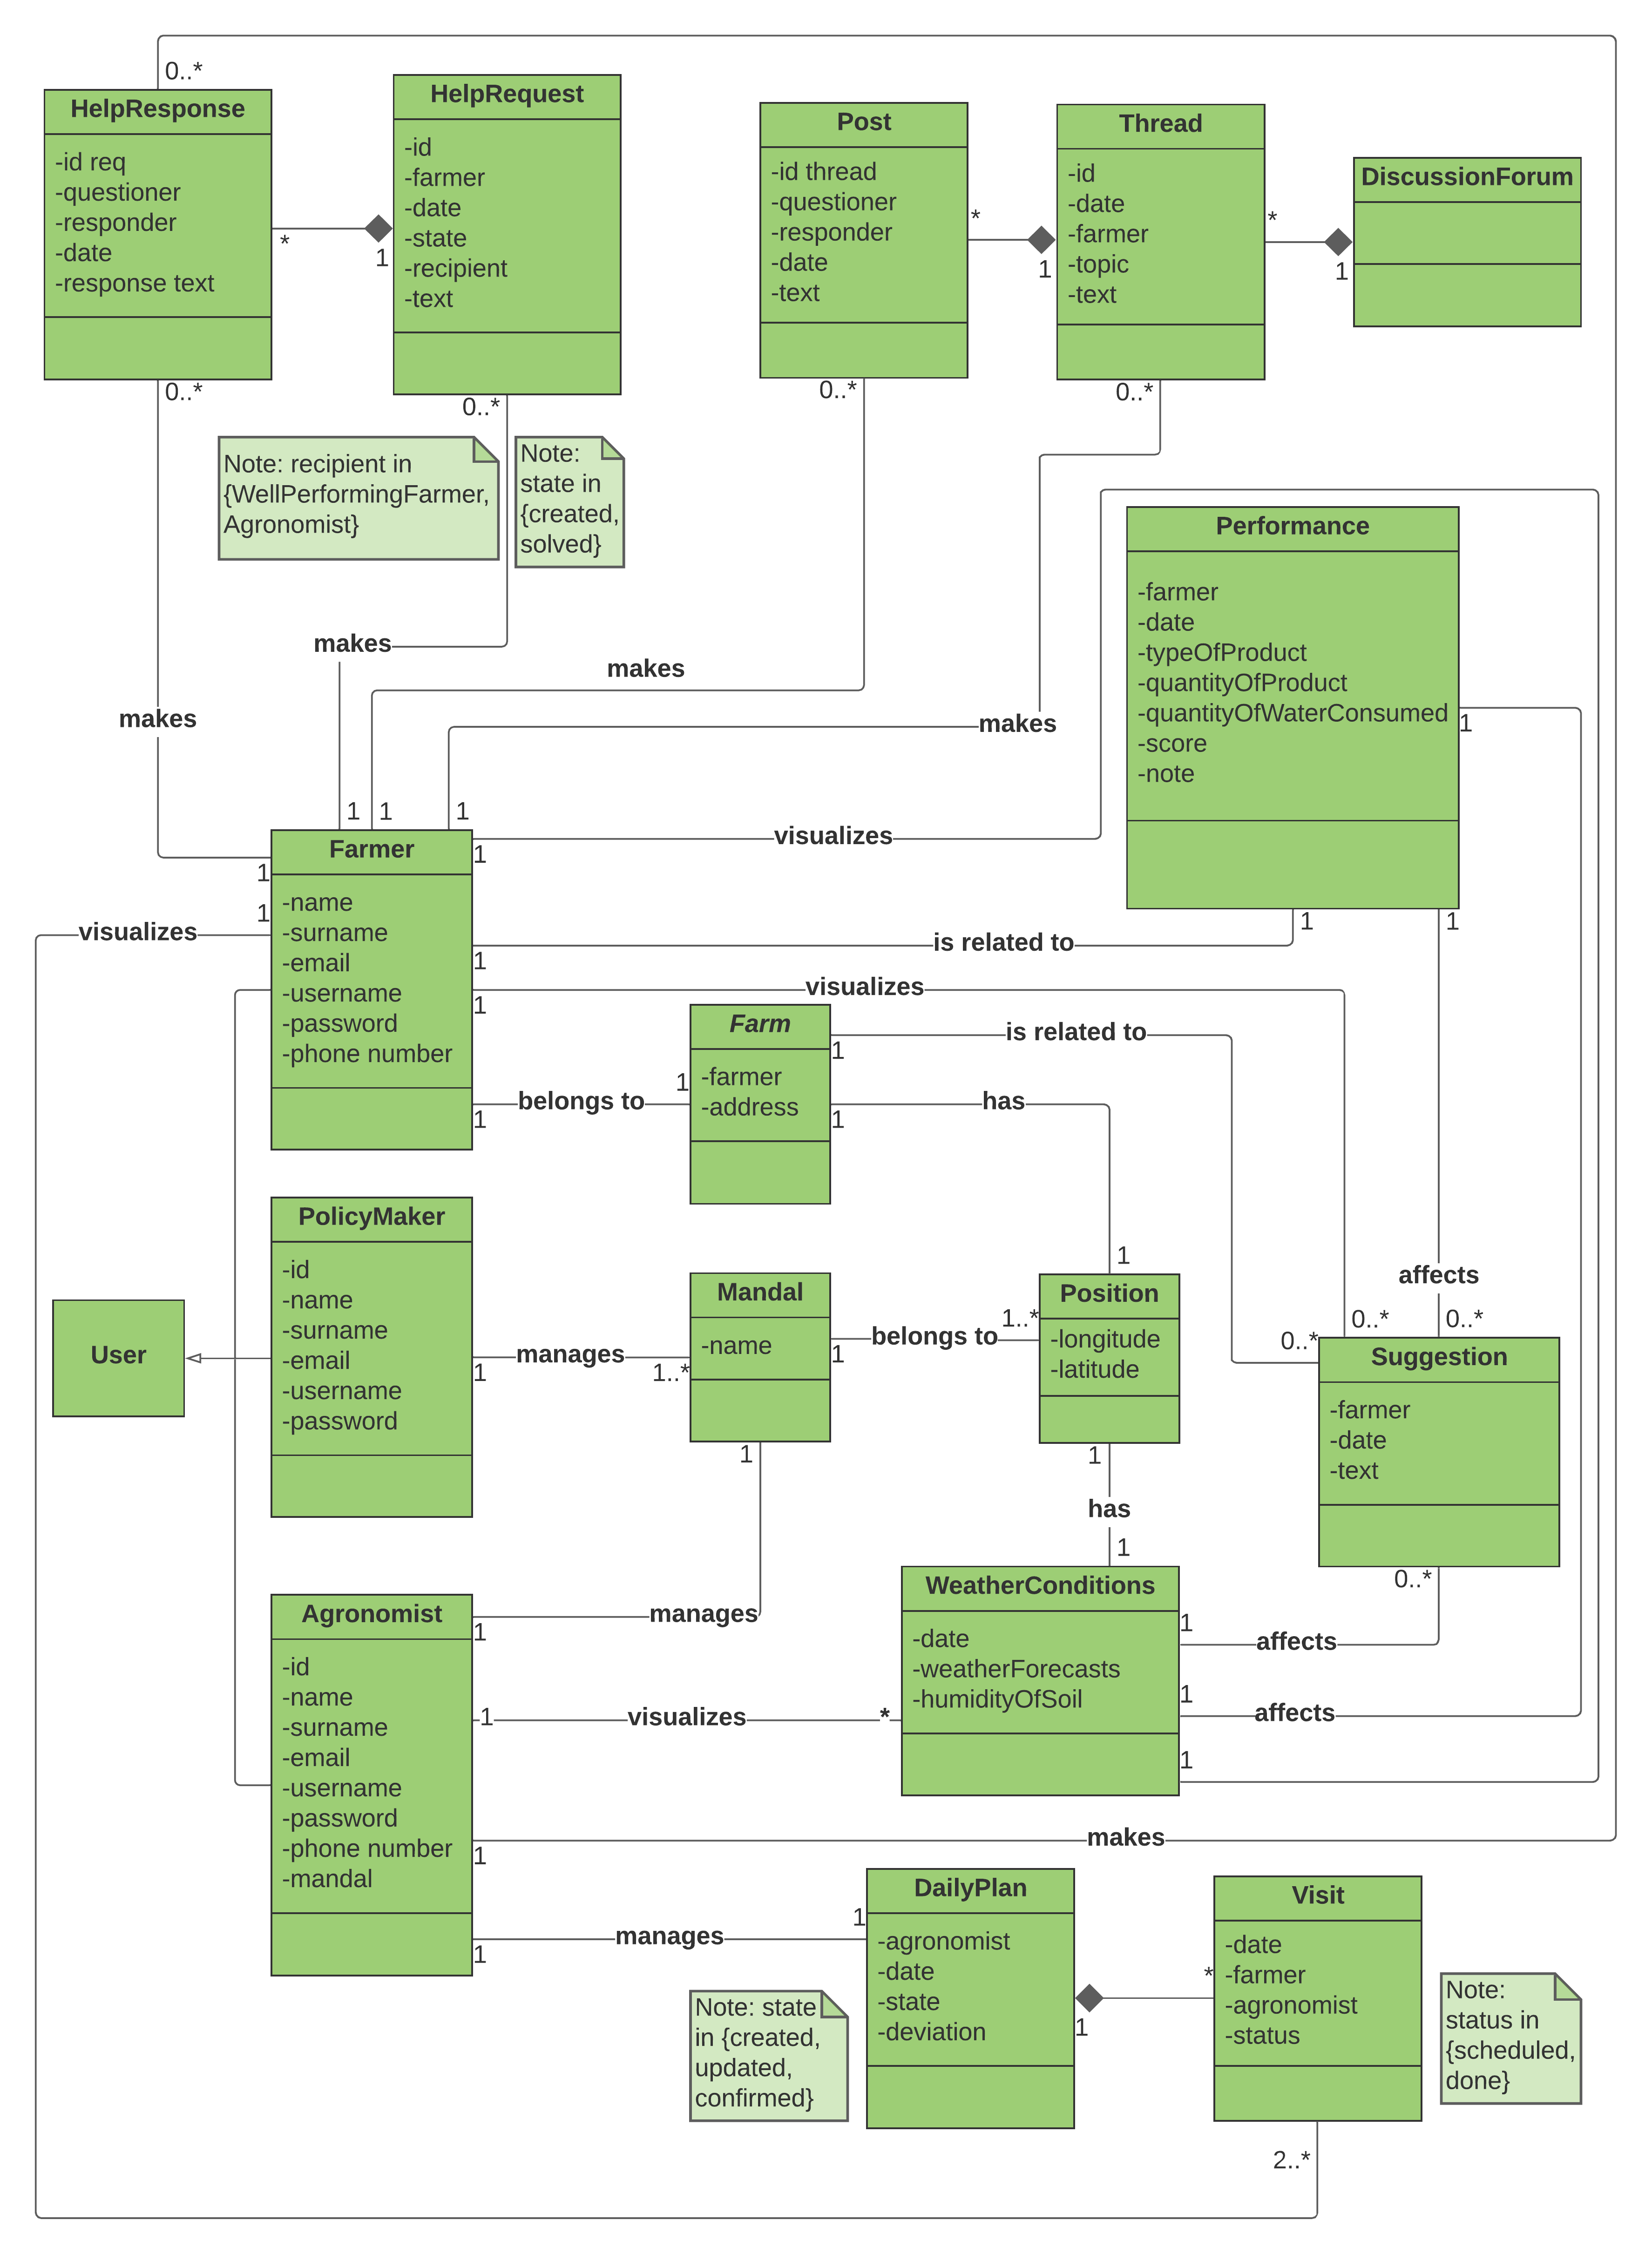 0..*
HelpResponse
-id req
-questioner
-responder
-date
-response text
*
1
0..*
HelpRequest
-id
-farmer
-date
-state
-recipient
-text
0..*
Post
-id thread
-questioner
-responder
-date
-text
*
1
0..*
Thread
-id
-date
-farmer
-topic
-text
*
1
0..*
DiscussionForum
Note: recipient in
{WellPerformingFarmer,
Agronomist}
Note:
state in
{created,
solved}
makes
makes
makes
makes
Performance
-farmer
-date
-typeOfProduct
-quantityOfProduct
-quantityOfWaterConsumed
-score
-note
1
1
1
1
1
1
visualizes
1
Farmer
-name
-surname
-email
-username
-password
-phone number
1
1
visualizes
1
is related to
1
visualizes
1
belongs to
1
Farm
-farmer
-address
1
is related to
1
has
1
PolicyMaker
-id
-name
-surname
-email
-username
-password
User
1
manages
1..*
Mandal
-name
1
belongs to
1..*
1
Position
-longitude
-latitude
1
has
1
affects
0..*
0..*
0..*
Suggestion
-farmer
-date
-text
0..*
Agronomist
-id
-name
-surname
-email
-username
-password
-phone number
-mandal
1
manages
1
visualizes
*
WeatherConditions
-date
-weatherForecasts
-humidityOfSoil
1
affects
1
affects
1
1
makes
1
manages
1
DailyPlan
-agronomist
-date
-state
-deviation
1
*
Visit
-date
-farmer
-agronomist
-status
2..*
Note: state
in {created,
updated,
confirmed}
Note:
status in
{scheduled,
done}